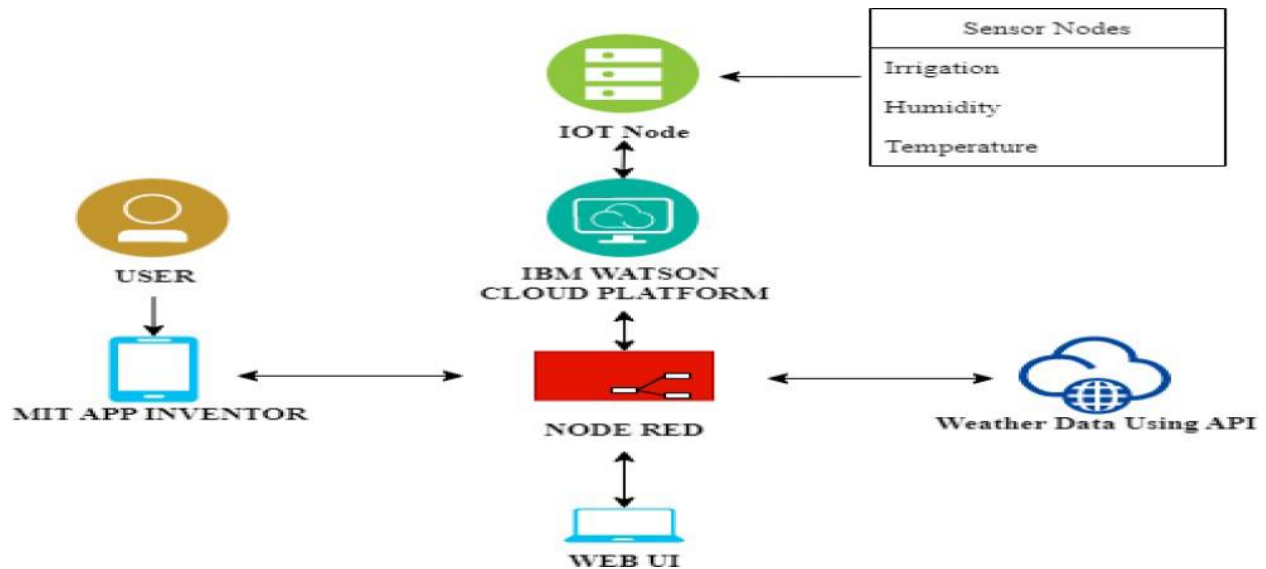 Sensor Nodes
Irrigation
Humidity
Temperature
IOT Node
USER
IBM WATSON
CLOUD PLATFORM
MIT APP INVENTOR
NODE RED
Weather Data Using API
WEB UI